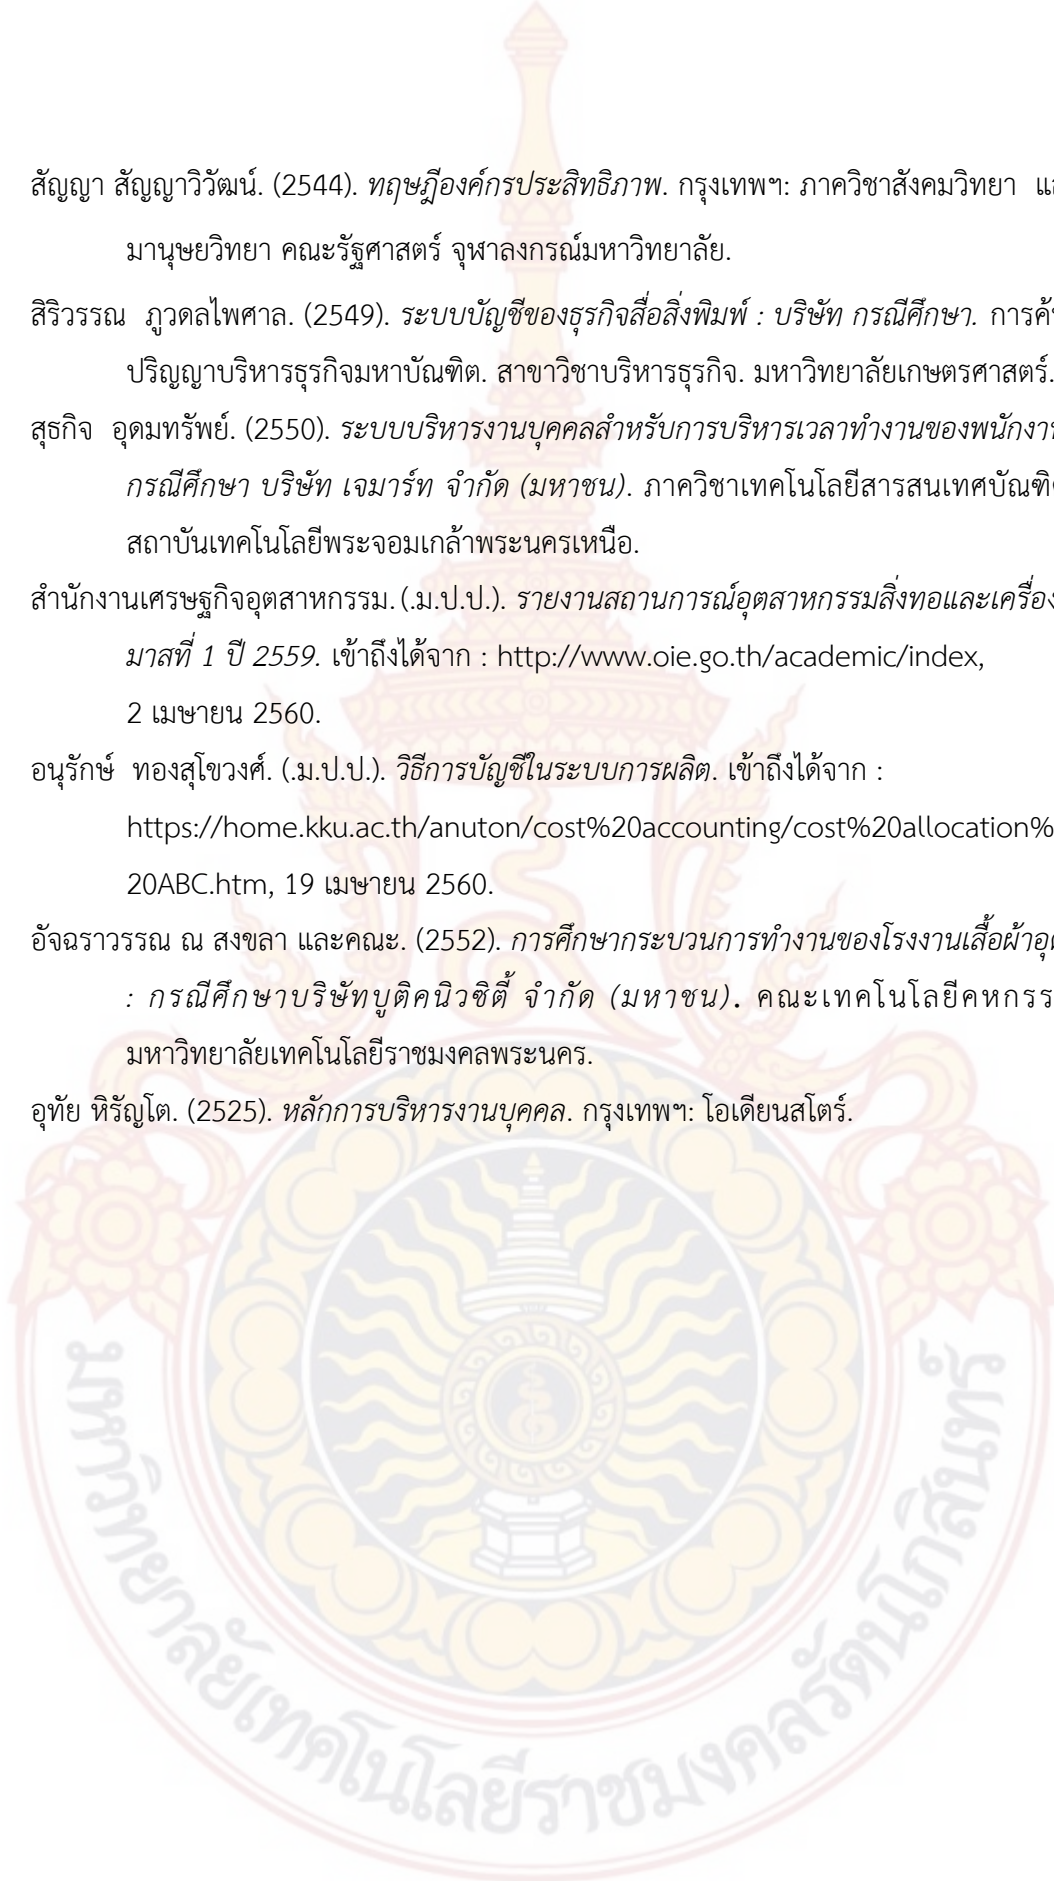 สัญญา สัญญาวิวัฒน์. (2544). ทฤษฎีองค์กรประสิทธิภาพ. กรุงเทพฯ: ภาควิชาสังคมวิทยา
มานุษยวิทยา คณะรัฐศาสตร์ จุฬาลงกรณ์มหาวิทยาลัย.
สิริวรรณ ภูวดลไพศาล. (2549). ระบบบัญชีของธุรกิจสื่อสิ่งพิมพ์ : บริษัท กรณีศึกษา. การค้
ปริญญาบริหารธุรกิจมหาบัณฑิต. สาขาวิชาบริหารธุรกิจ. มหาวิทยาลัยเกษตรศาสตร์.
สุธกิจ อุดมทรัพย์. (2550). ระบบบริหารงานบุคคลสำหรับการบริหารเวลาทำงานของพนักงาน
กรณีศึกษา บริษัท เจมาร์ท จำกัด (มหาชน). ภาควิชาเทคโนโลยีสารสนเทศบัณฑิต
สถาบันเทคโนโลยีพระจอมเกล้าพระนครเหนือ.
สำนักงานเศรษฐกิจอุตสาหกรรม. (.ม.ป.ป.). รายงานสถานการณ์อุตสาหกรรมสิ่งทอและเครื่อง
มาสที่ 1 ปี 2559. เข้าถึงได้จาก : http://www.oie.go.th/academic/index,
2 เมษายน 2560.
อนุรักษ์ ทองสุโขวงศ์. (.ม.ป.ป.). วิธีการบัญชีในระบบการผลิต. เข้าถึงได้จาก :
https://home.kku.ac.th/anuton/cost%20accounting/cost%20allocation%
20ABC.htm, 19 เมษายน 2560.
อัจฉราวรรณ ณ สงขลา และคณะ. (2552). การศึกษากระบวนการทำงานของโรงงานเสื้อผ้าอุต
: กรณีศึกษาบริษัทบูติคนิวซิตี้ จำกัด (มหาชน). คณะเทคโนโลยีคหกรร
มหาวิทยาลัยเทคโนโลยีราชมงคลพระนคร.
อุทัย หิรัญโต. (2525). หลักการบริหารงานบุคคล. กรุงเทพฯ: โอเดียนสโตร์.
มหาวิทยาลัยเทคโนโลยีราชมงคลรัตนโกสินทร์